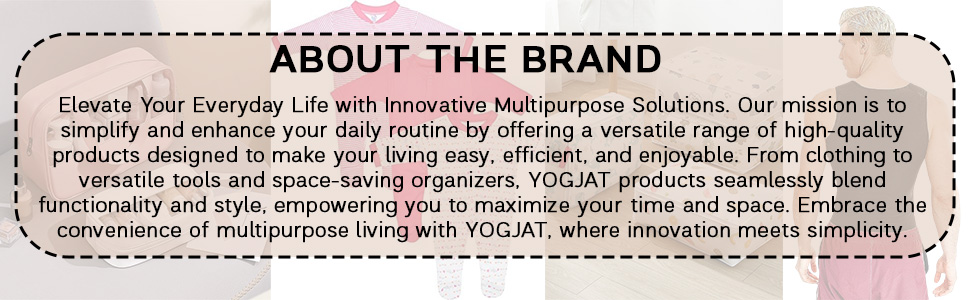 ABOUT THE BRAND
Elevate Your Everyday Life with Innovative Multipurpose Solutions. Our mission is to
simplify and enhance your daily routine by offering a versatile range of high-quality
products designed to make your living easy, efficient, and enjoyable. From clothing to
versatile tools and space-saving organizers, YOGJAT products seamlessly blend
functionality and style, empowering you to maximize your time and space. Embrace the
convenience of multipurpose living with YOGJAT, where innovation meets simplicity.